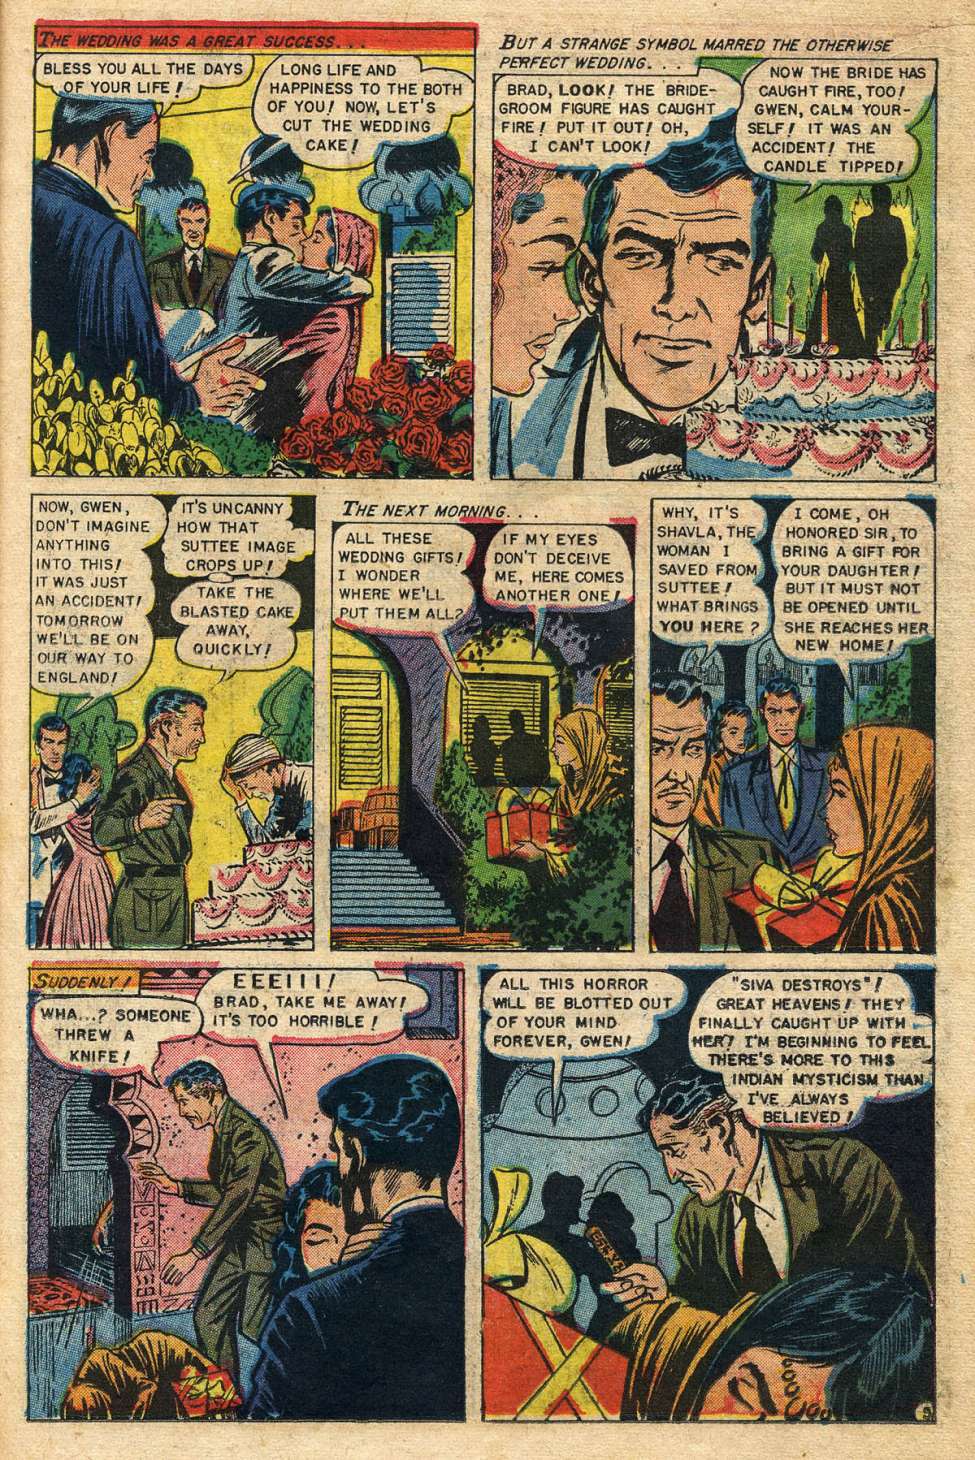 THE WEDDING WAS A GREAT SUCCESS...
BLESS YOU ALL THE DAYS
OF YOUR LIFE!
LONG LIFE AND
HAPPINESS TO THE BOTH
OF YOU! NOW, LET'S
CUT THE WEDDING
CAKE!
BUT A STRANGE SYMBOL MARRED THE OTHERWISE
PERFECT WEDDING....
BRAD, LOOK! THE BRIDE-
GROOM FIGURE HAS CAUGHT
FIRE! PUT IT OUT! OH,
I CAN'T LOOK!
NOW THE BRIDE HAS
CAUGHT FIRE, TOO!
GWEN, CALM YOUR-
SELF! IT WAS AN
ACCIDENT! THE
CANDLE TIPPED!
NOW, GWEN,
DON'T IMAGINE
ANYTHING
INTO THIS!
IT WAS JUST
AN ACCIDENT!
TOMORROW
WE'LL BE ON
OUR WAY TO
ENGLAND!
IT'S UNCANNY
HOW THAT
SUTTEE IMAGE
CROPS UP!
TAKE THE
BLASTED CAKE
AWAY,
QUICKLY!
THE NEXT MORNING...
ALL THESE
WEDDING GIFTS!
I WONDER
WHERE WE'LL
PUT THEM ALL?
IF MY EYES
DON'T DECEIVE
ME, HERE COMES
ANOTHER ONE!
WHY, IT'S
SHAVLA, THE
WOMAN I
SAVED FROM
SUTTEE!
WHAT BRINGS
YOU HERE?
I COME, OH
HONORED SIR, TO
BRING A GIFT FOR
YOUR DAUGHTER!
BUT IT MUST NOT
BE OPENED UNTIL
SHE REACHES HER
NEW HOME!
SUDDENLY!
WHA...? SOMEONE
THREW A
KNIFE!
EEEIII!
BRAD, TAKE ME AWAY!
IT'S TOO HORRIBLE!
ALL THIS HORROR
WILL BE BLOTTED OUT
OF YOUR MIND
FOREVER, GWEN!
"SIVA DESTROYS"!
GREAT HEAVENS! THEY
FINALLY CAUGHT UP WITH
HER! I'M BEGINNING TO FEEL
THERE'S MORE TO THIS
INDIAN MYSTICISM THAN
I'VE ALWAYS
BELIEVED!